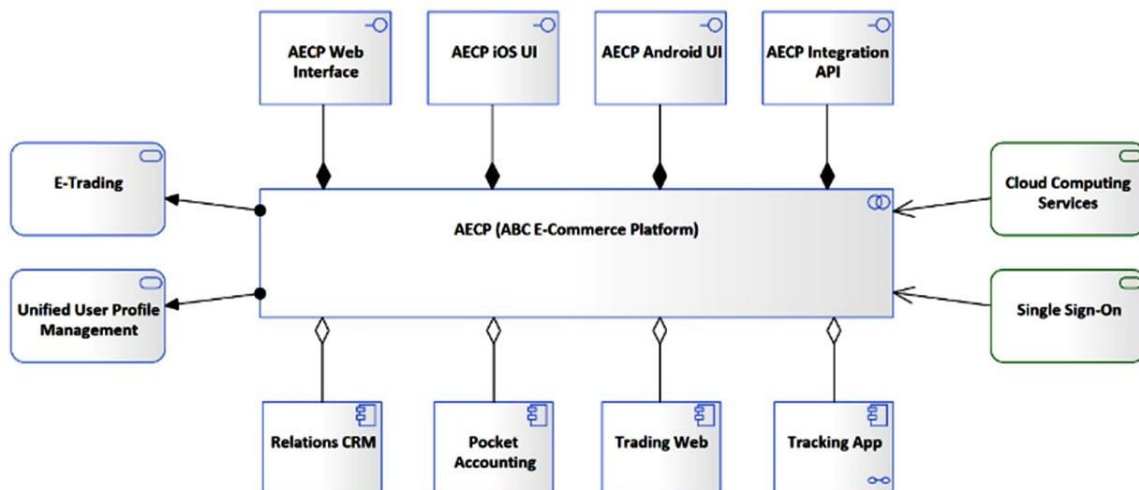 AECP Web
Interface
AECP iOS UI
AECP Android UI
AECP Integration
API
E-Trading
Cloud Computing
Services
AECP (ABC E-Commerce Platform)
Unified User Profile
Management
Single Sign-On
Relations CRM
Pocket
Accounting
Trading Web
Tracking App